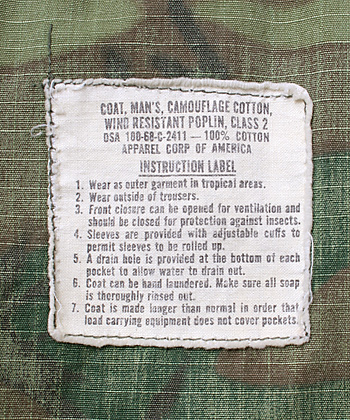 COAT, MAN'S, CAMOUFLAGE COTTON,
WIND RESISTANT POPLIN, CLASS 2
DSA 100-68-C-2411 — 100% COTTON
APPAREL CORP OF AMERICA
INSTRUCTION LABEL
1. Wear as outer garment in tropical areas.
2. Wear outside of trousers.
3. Front closure can be opened for ventilation and
should be closed for protection against insects.
4. Sleeves are provided with adjustable cuffs to
permit sleeves to be rolled up.
5. A drain hole is provided at the bottom of each
pocket to allow water to drain out.
6. Coat can be hand laundered. Make sure all soap
is thoroughly rinsed out.
7. Coat is made longer than normal in order that
load carrying equipment does not cover pockets.